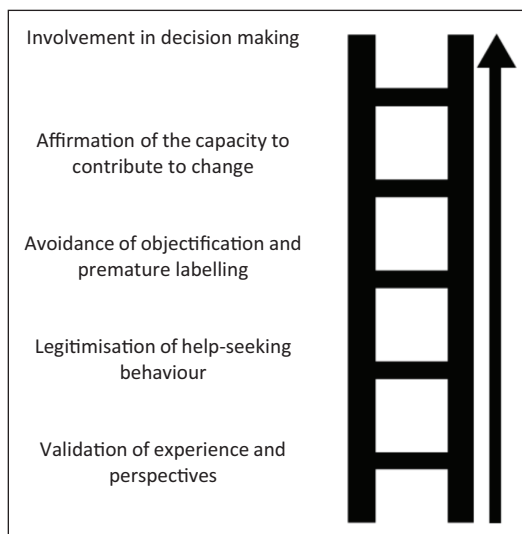 Involvement in decision making
Affirmation of the capacity to
contribute to change
Avoidance of objectification and
premature labelling
Legitimisation of help-seeking
behaviour
Validation of experience and
perspectives